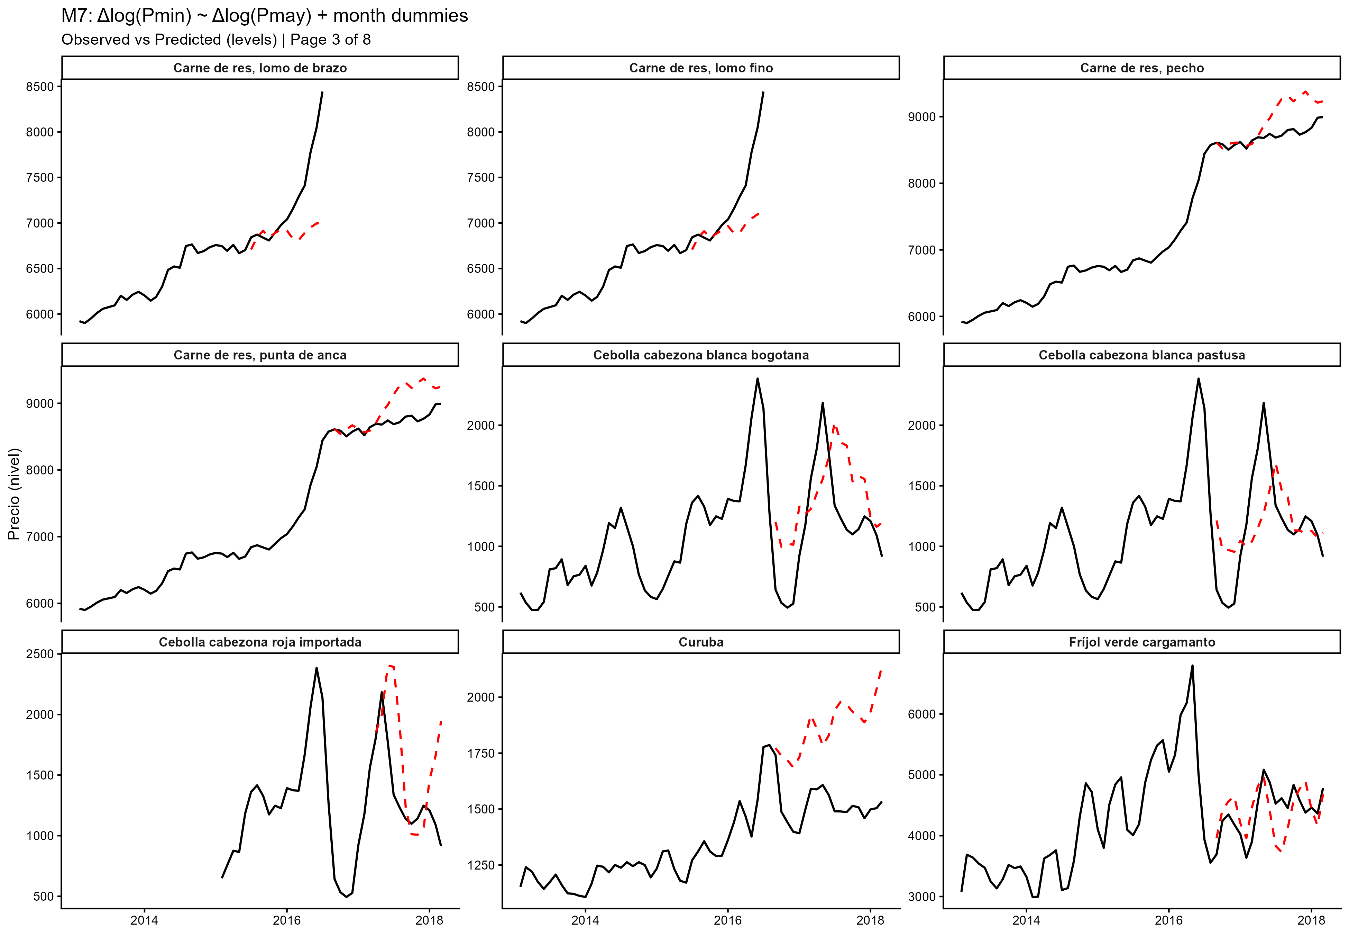 M7: Δlog(Pmin) ~ Δlog(Pmay) + month dummies
Observed vs Predicted (levels) | Page 3 of 8
Carne de res, lomo de brazo
8500
8000
7500
7000
6500
6000
Carne de res, lomo fino
8500
8000
7500
7000
6500
6000
Carne de res, pecho
9000
8000
7000
6000
Precio (nivel)
Carne de res, punta de anca
9000
8000
7000
6000
Cebolla cabezona blanca bogotana
2000
1500
1000
500
Cebolla cabezona blanca pastusa
2000
1500
1000
500
Cebolla cabezona roja importada
2500
2000
1500
1000
500
2014 2016 2018
Curuba
2000
1750
1500
1250
2014 2016 2018
Fríjol verde cargamanto
6000
5000
4000
3000
2014 2016 2018